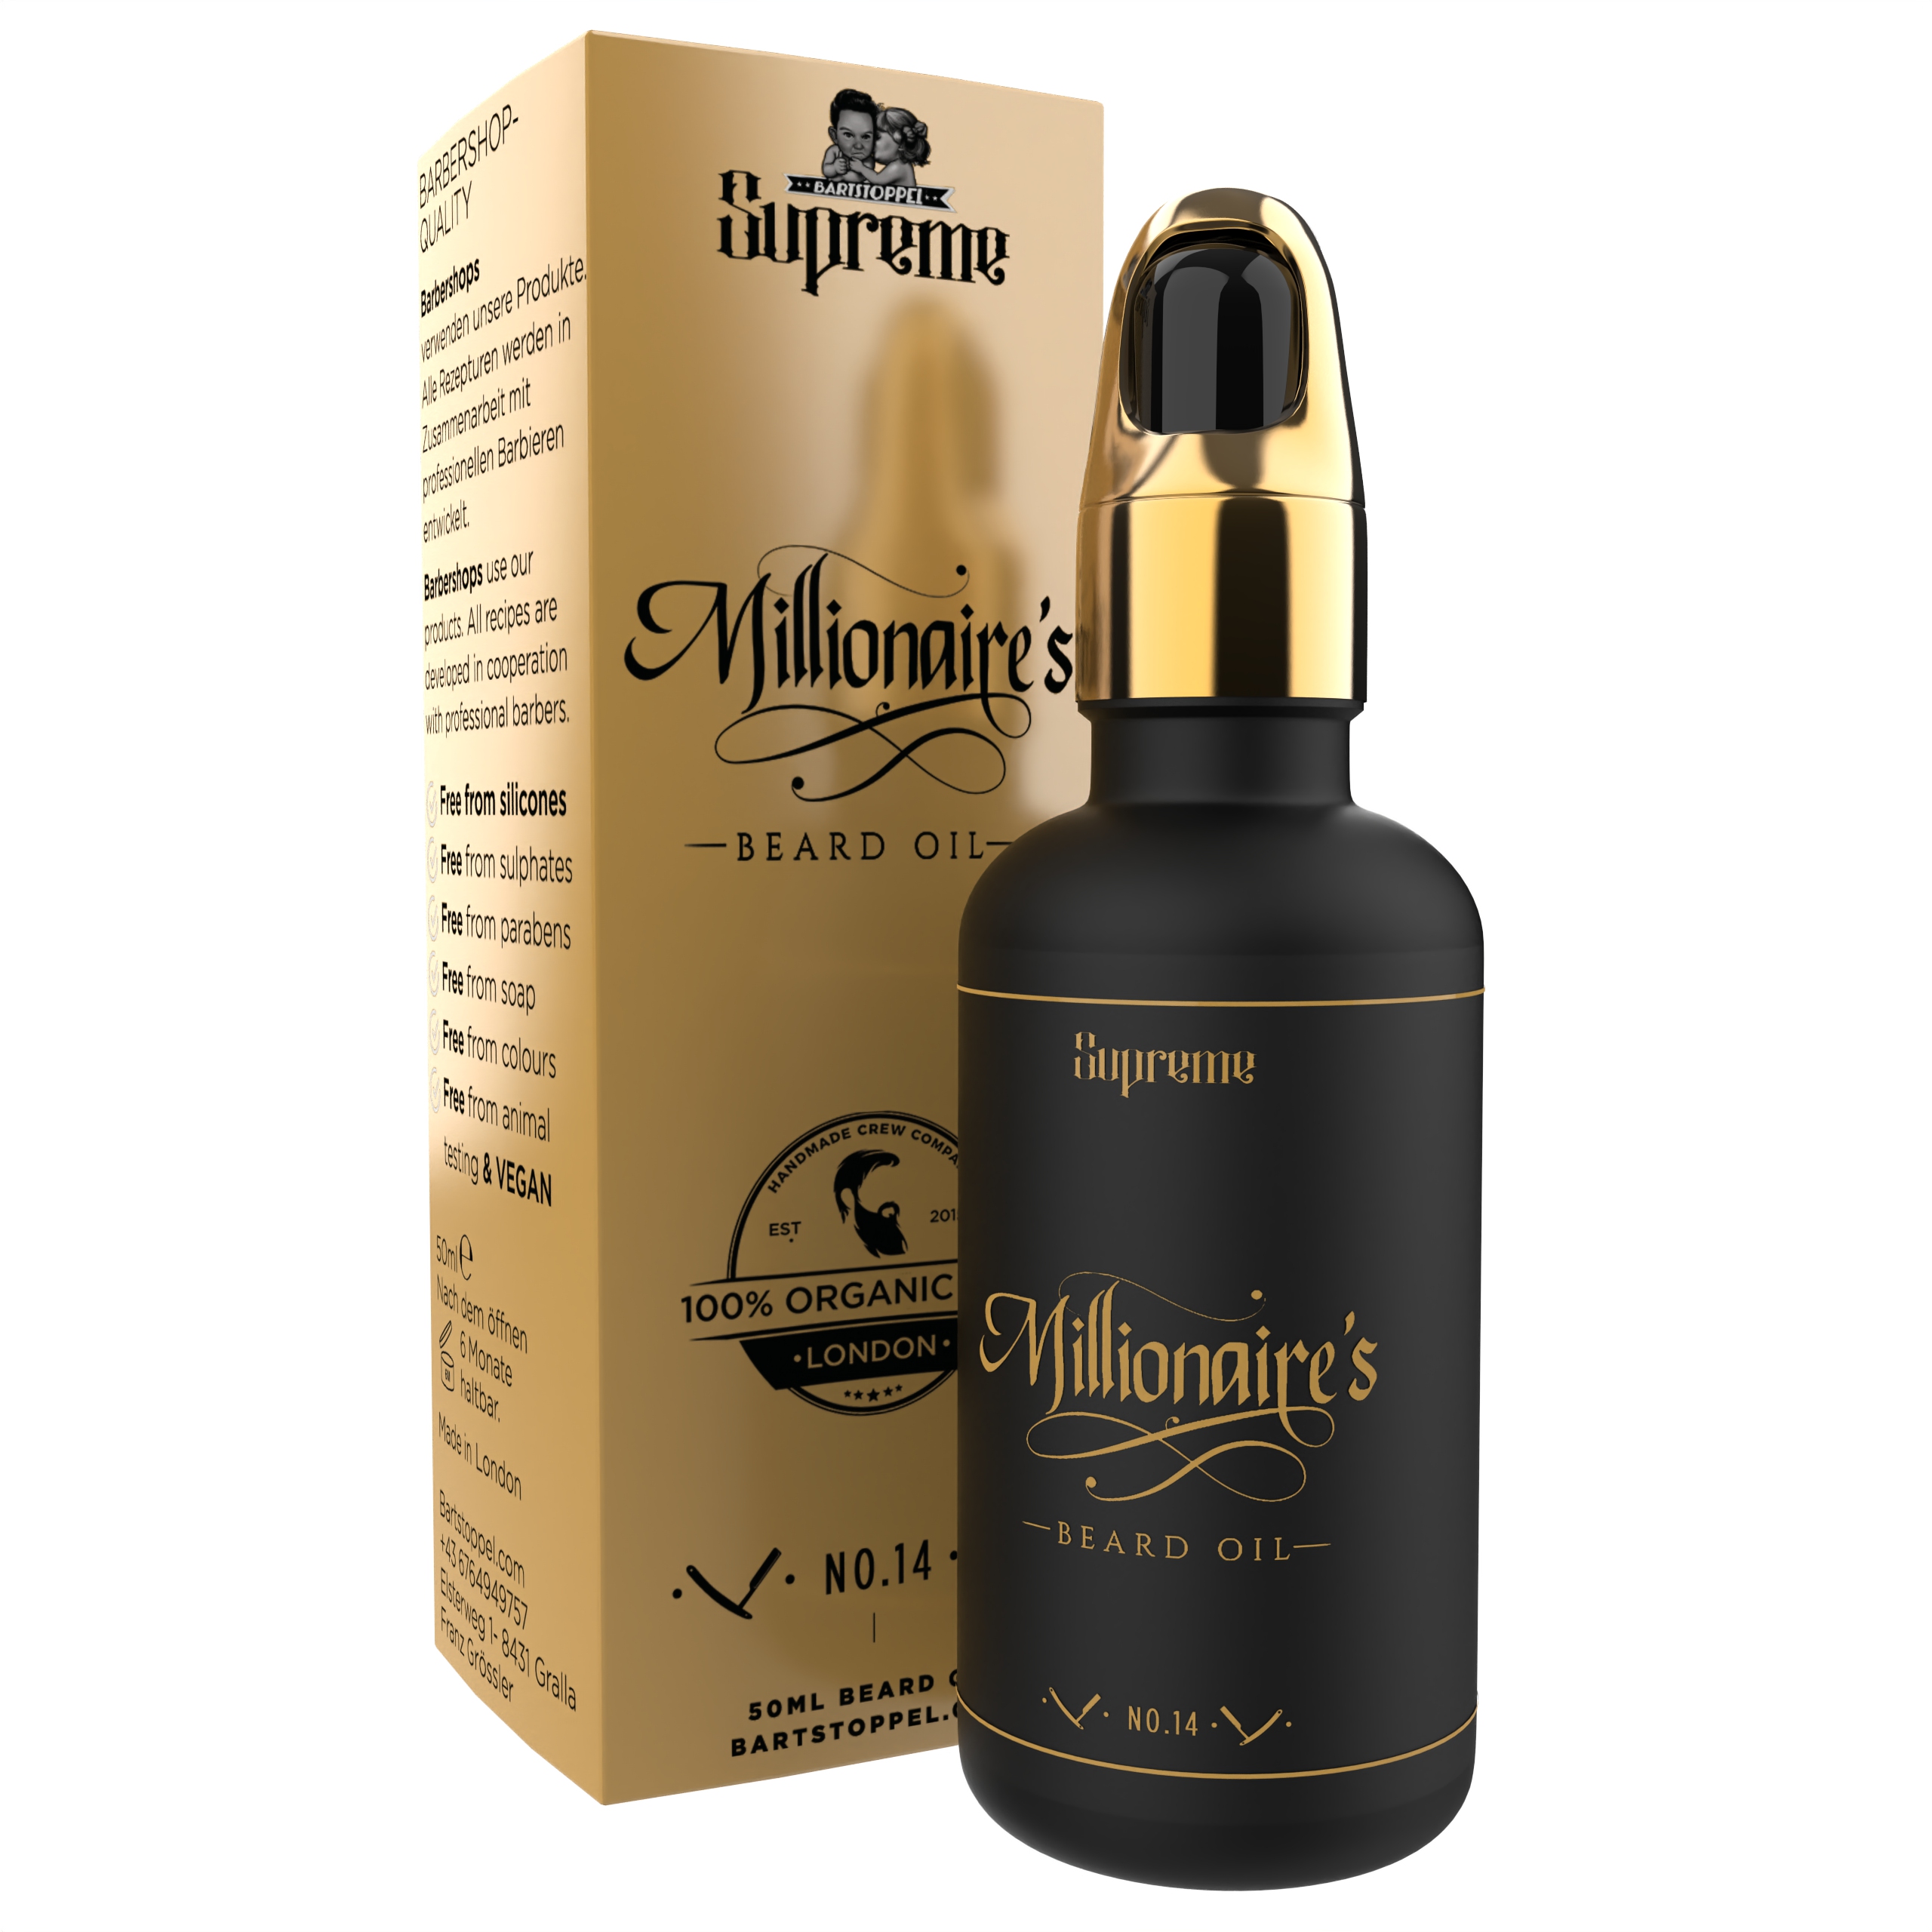 BARBERSHOP-
QUALITY
Barbershops
verwenden unsere Produkte.
Alle Rezepturen werden in
Zusammenarbeit mit
professionellen Barbieren
entwickelt.
Barbershops use our
products. All recipes are
developed in cooperation
with professional barbers.
Free from silicones
Free from sulphates
Free from parabens
Free from soap
Free from colours
Free from animal
testing & VEGAN
50ml ℮
Nach dem öffnen
6 Monate
haltbar.
6M
Made in London
Bartstoppel.com
+43 6764949757
Elsterweg 1- 8431 Gralla
Franz Grössler
BARTSTOPPEL
Supreme
Millionaire's
BEARD OIL
HANDMADE CREW
EST
100% ORGANIC
LONDON
NO.14
50ML BEARD
BARTSTOPPEL.
Supreme
Millionaire's
BEARD OIL
NO.14